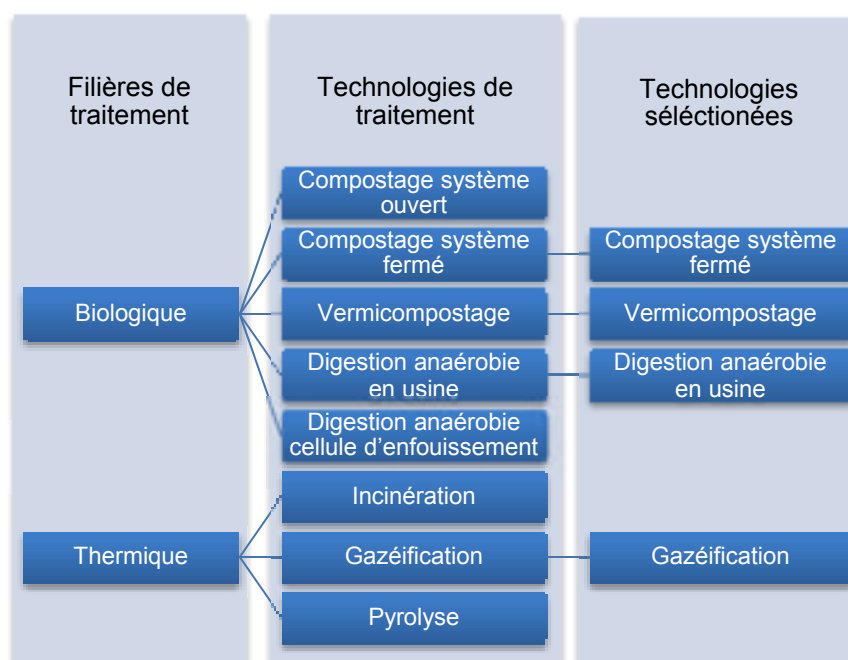 Filières de
traitement
Technologies de
traitement
Technologies
séléctionées
Compostage système
ouvert
Compostage système
fermé
Compostage système
fermé
Biologique
Vermicompostage
Vermicompostage
Digestion anaérobie
en usine
Digestion anaérobie
en usine
Digestion anaérobie
cellule d'enfouissement
Incinération
Thermique
Gazéification
Gazéification
Pyrolyse